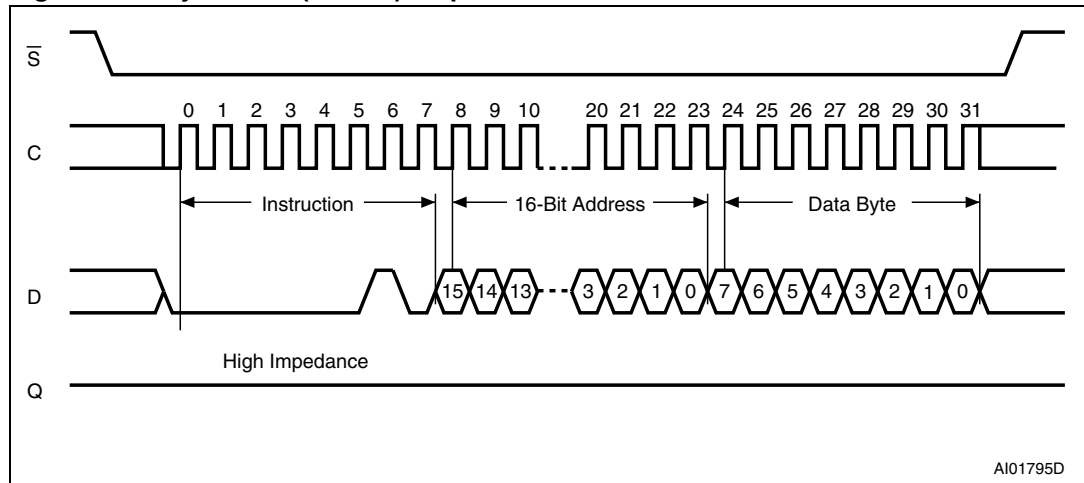 S
0 1 2 3 4 5 6 7 8 9 10 20 21 22 23 24 25 26 27 28 29 30 31
C
Instruction 16-Bit Address Data Byte
D
15 14 13 3 2 1 0 7 6 5 4 3 2 1 0
High Impedance
Q
AI01795D